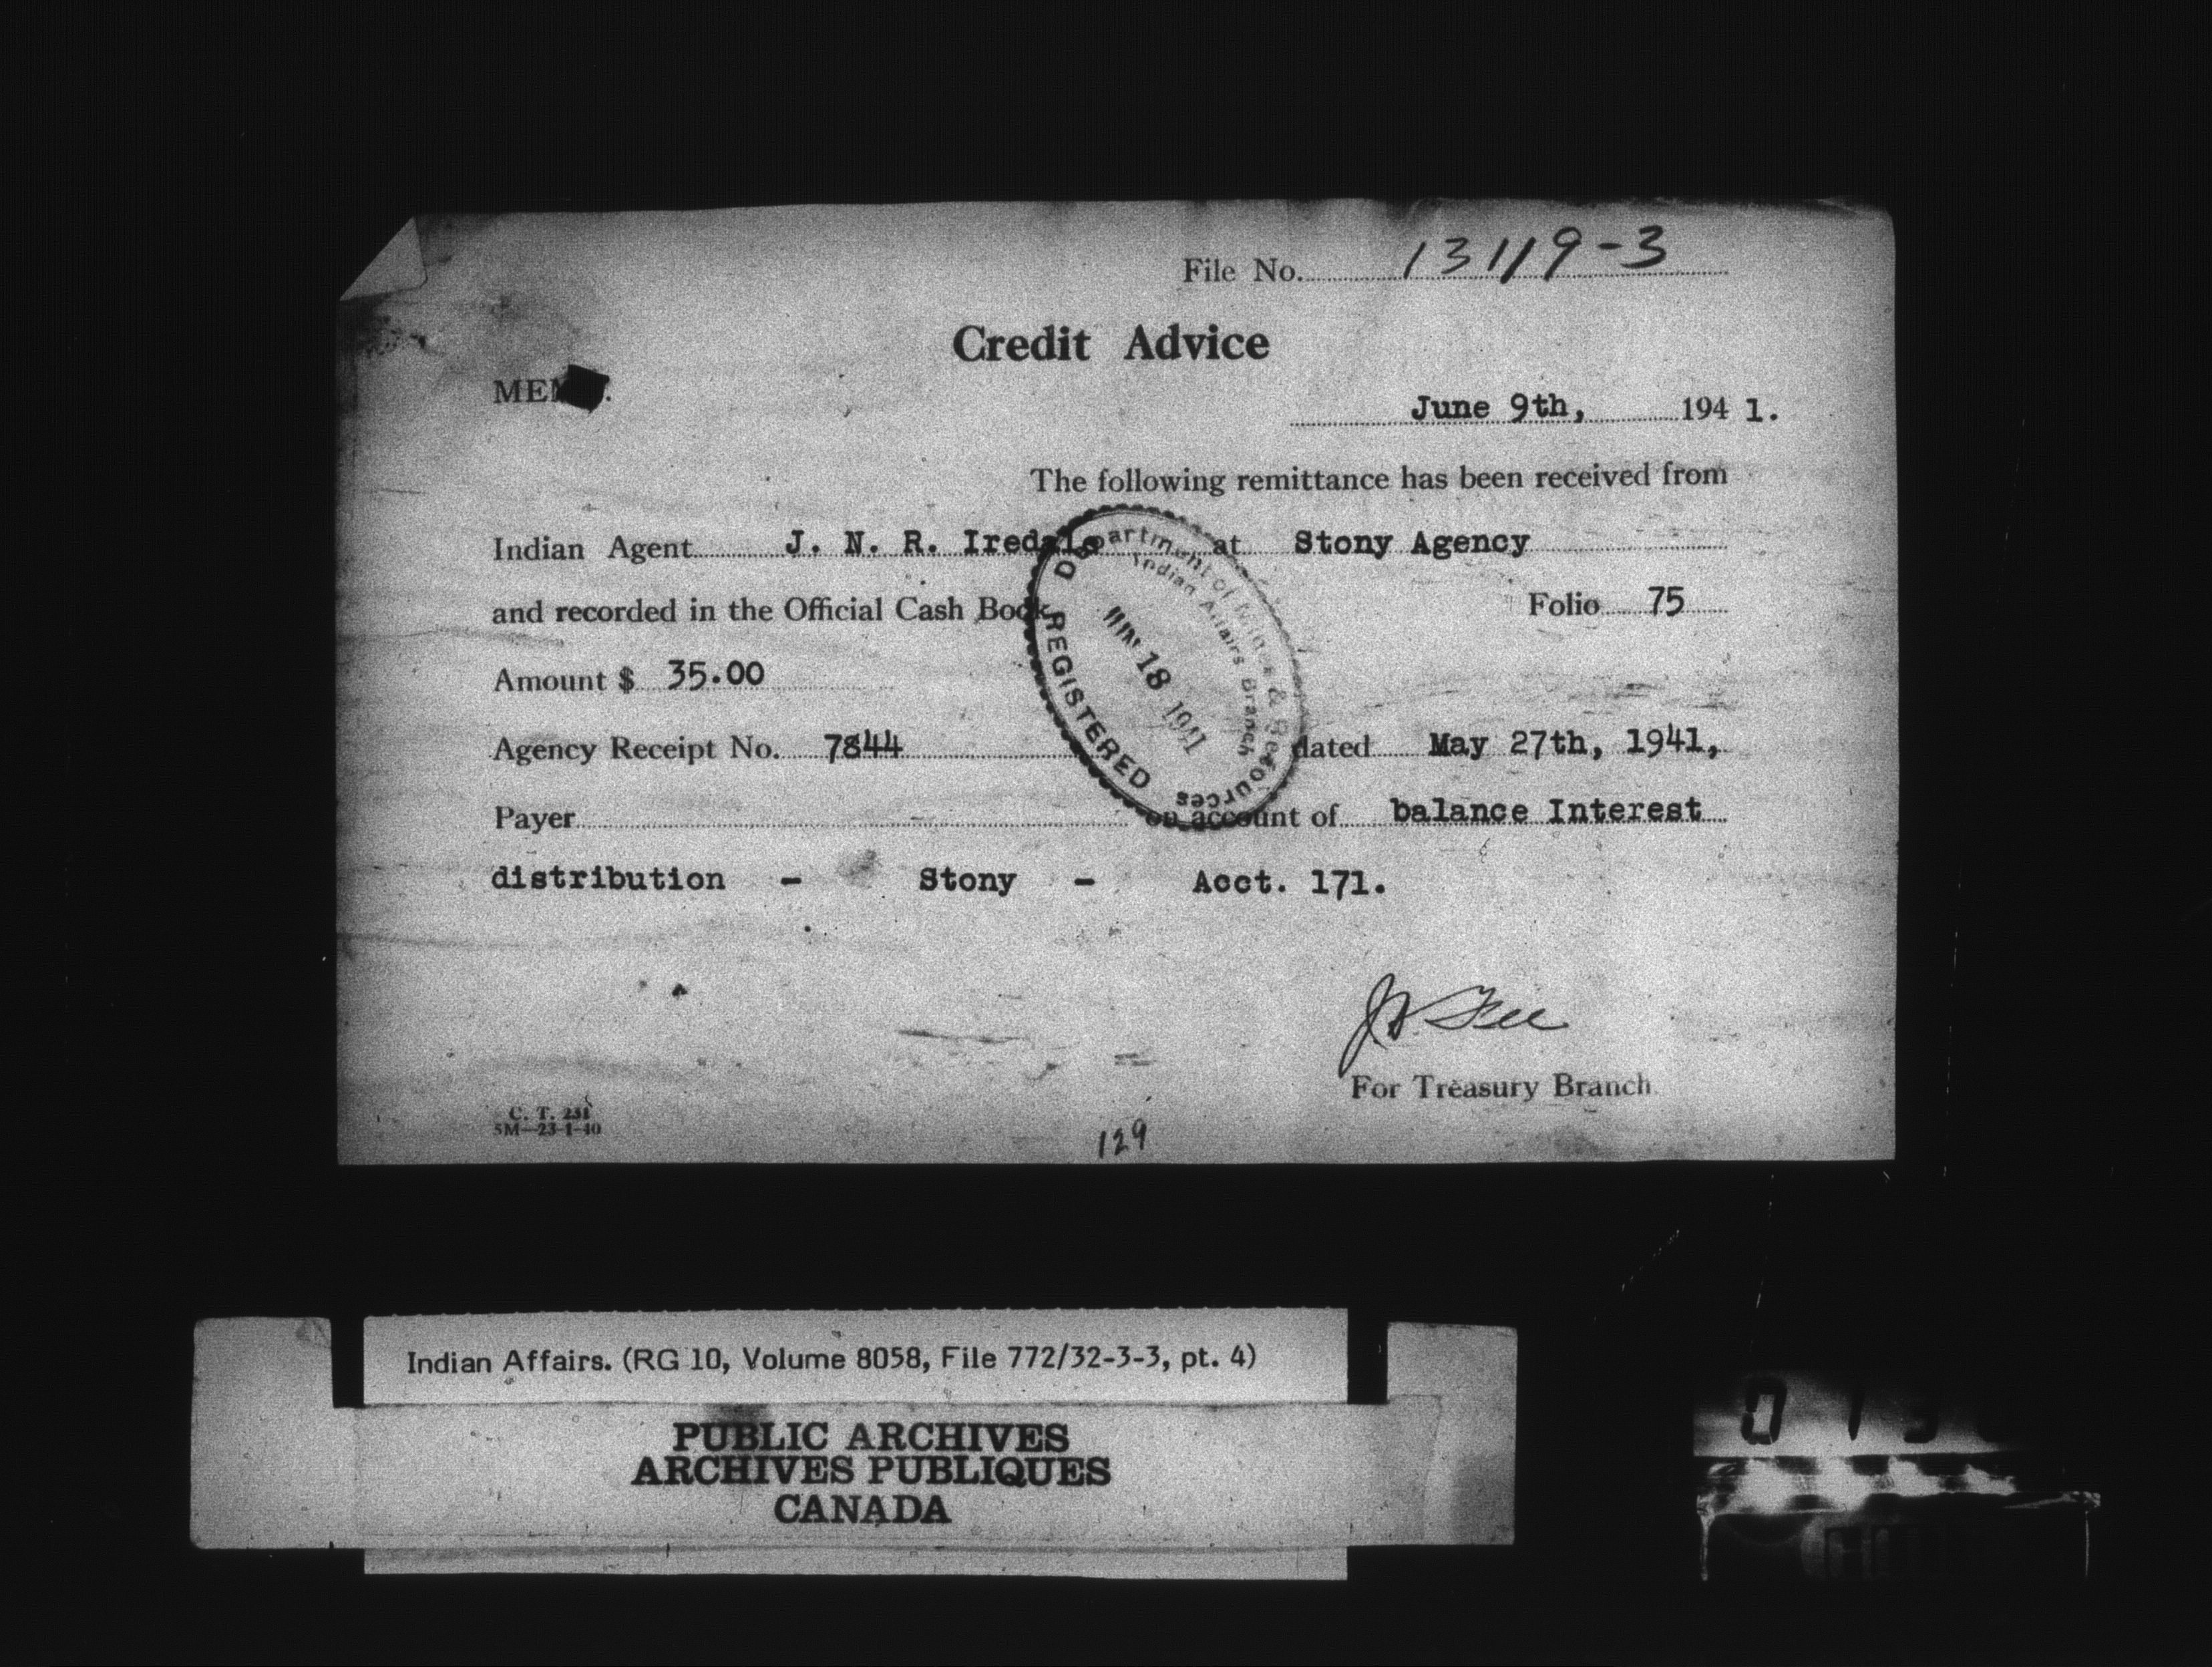 File No. 13119-3
Credit Advice
MEMO.
June 9th, 194 1.
The following remittance has been received from
Indian Agent J. N. R. Iredale at Stony Agency
and recorded in the Official Cash Book Folio 75
Amount $ 35.00
Agency Receipt No. 7844 dated May 27th, 1941,
Payer on account of balance Interest
distribution - Stony - Acct. 171.
Department of Mines & Resources
Indian Affairs Branch
JUN 18 1941
REGISTERED
For Treasury Branch
C. T. 231
5M-23-1-40
129
Indian Affairs. (RG 10, Volume 8058, File 772/32-3-3, pt. 4)
PUBLIC ARCHIVES
ARCHIVES PUBLIQUES
CANADA